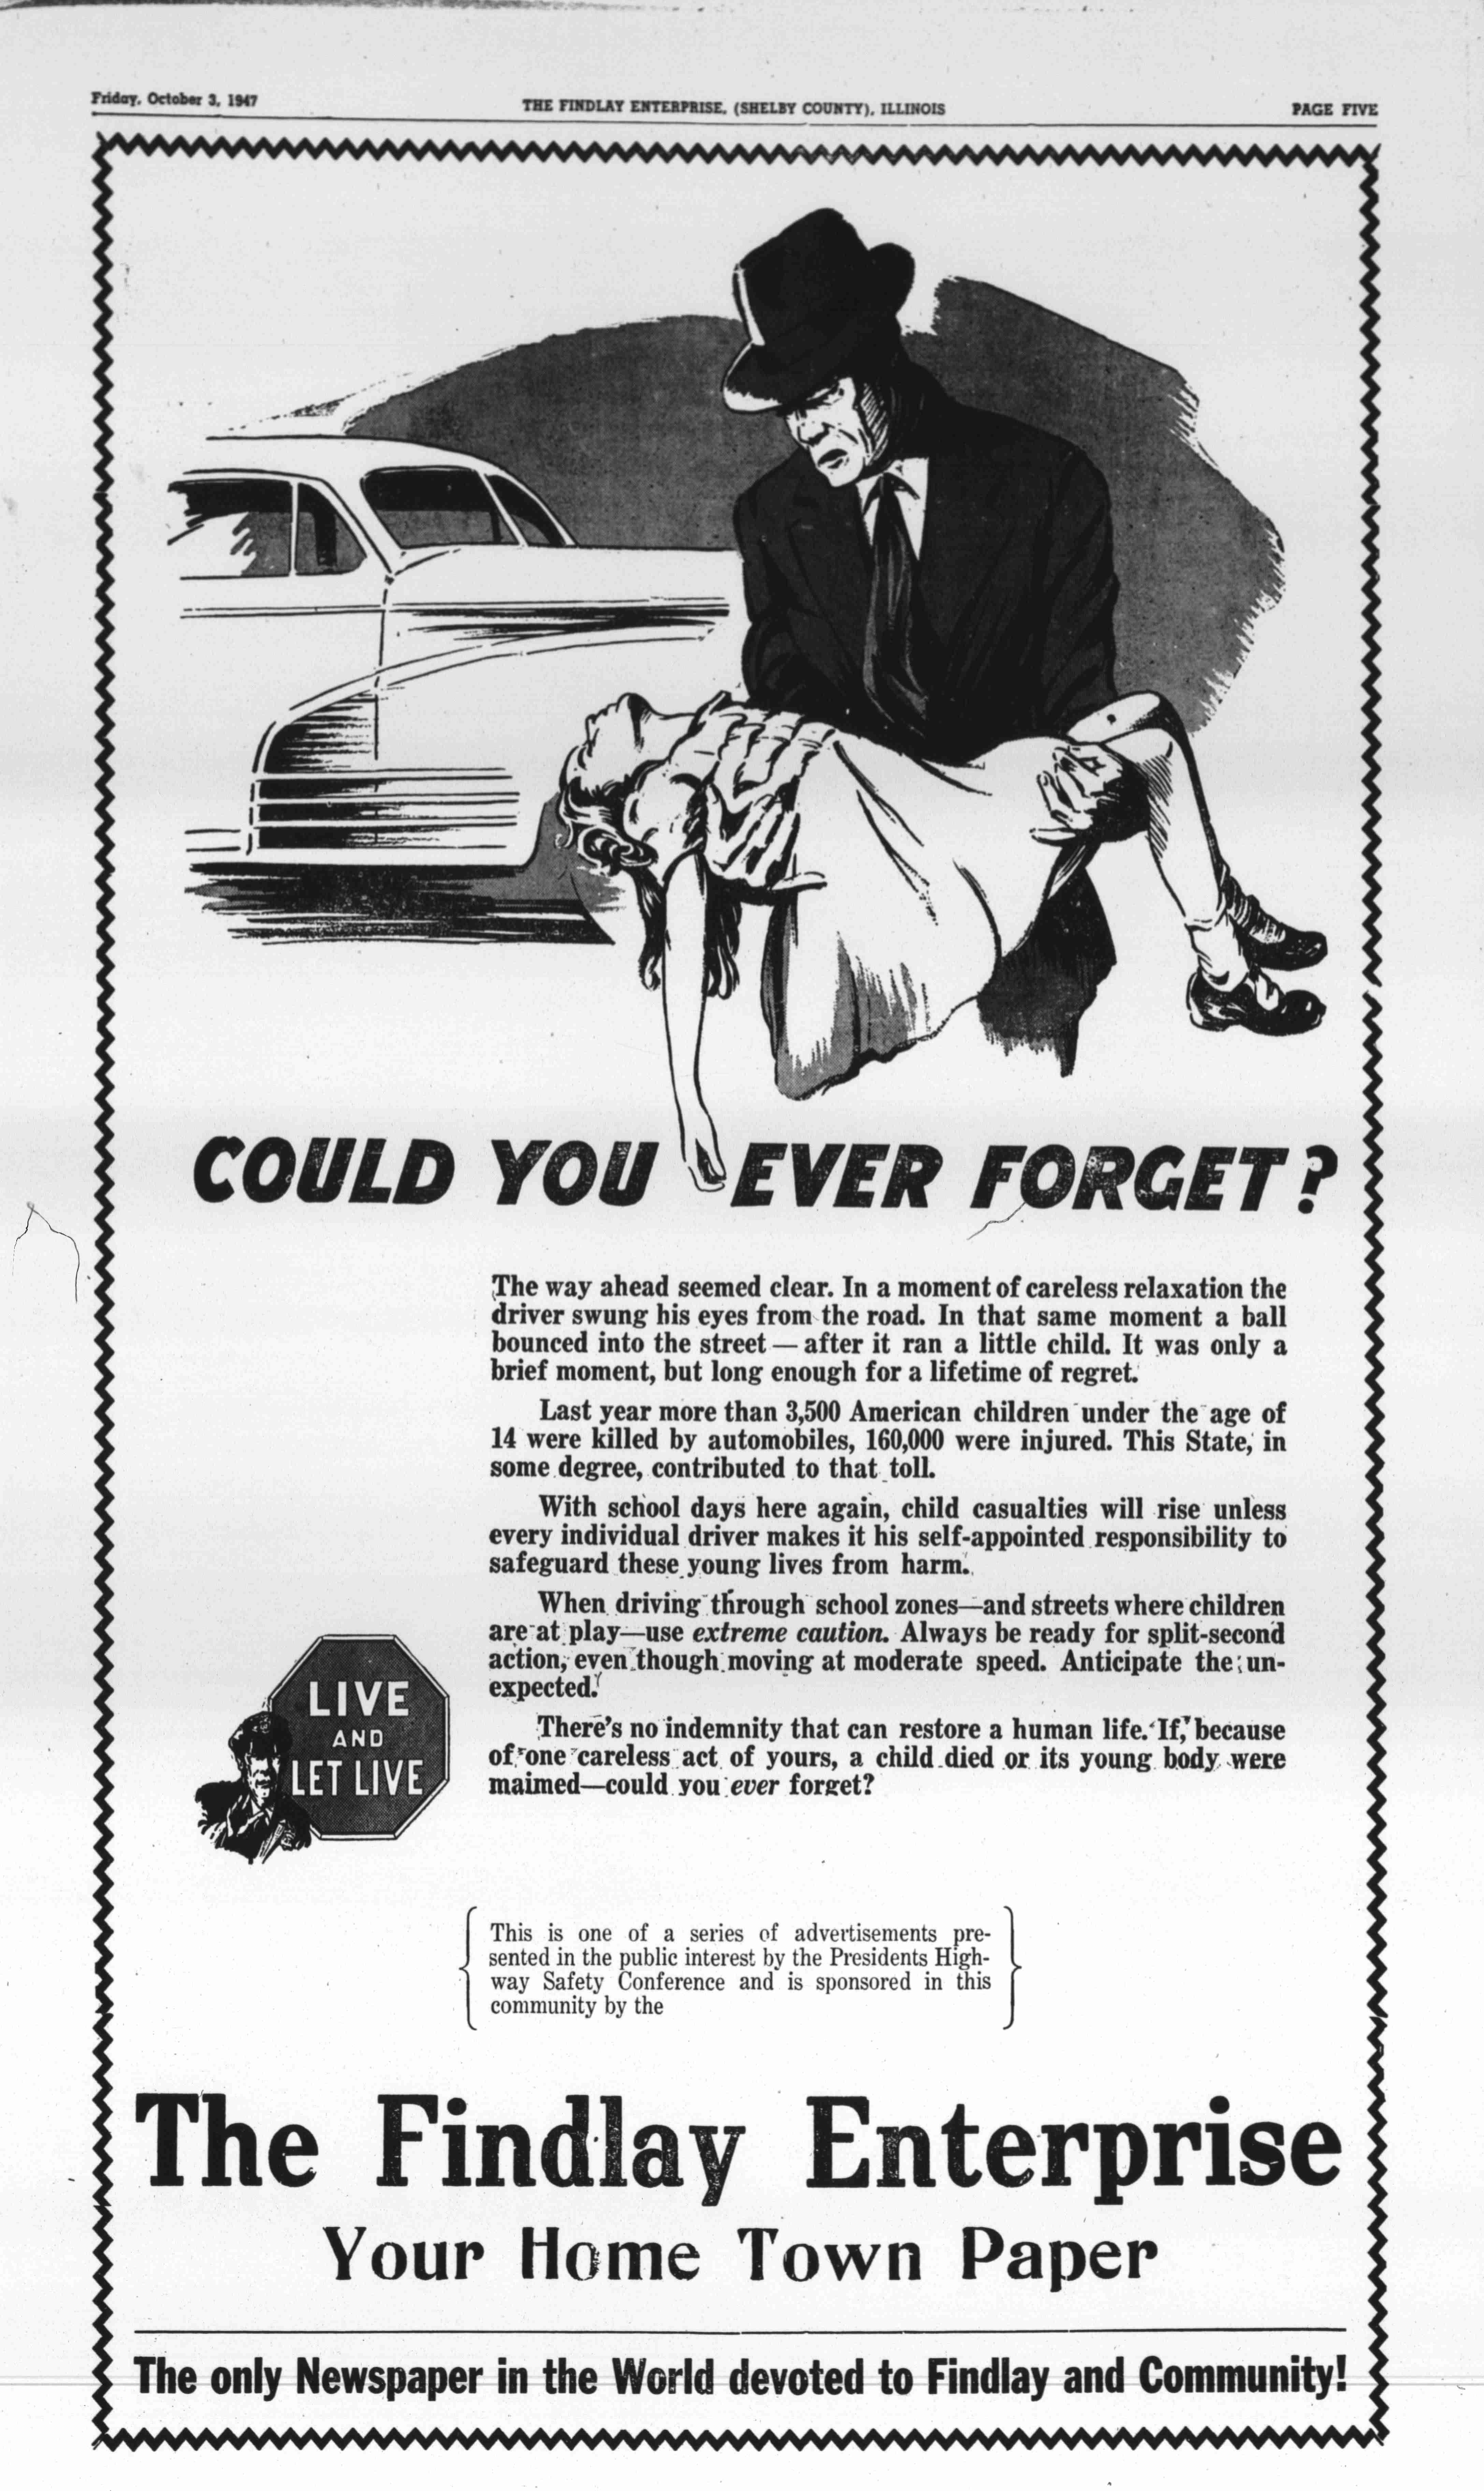 Friday, October 3, 1947
THE FINDLAY ENTERPRISE, (SHELBY COUNTY), ILLINOIS
PAGE FIVE
COULD YOU EVER FORGET?
The way ahead seemed clear. In a moment of careless relaxation the
driver swung his eyes from the road. In that same moment a ball
bounced into the street — after it ran a little child. It was only a
brief moment, but long enough for a lifetime of regret.
Last year more than 3,500 American children under the age of
14 were killed by automobiles, 160,000 were injured. This State, in
some degree, contributed to that toll.
With school days here again, child casualties will rise unless
every individual driver makes it his self-appointed responsibility to
safeguard these young lives from harm.
When driving through school zones—and streets where children
are at play—use extreme caution. Always be ready for split-second
action, even though moving at moderate speed. Anticipate the un-
expected.
There's no indemnity that can restore a human life. If, because
of one careless act of yours, a child died or its young body were
maimed—could you ever forget?
LIVE
AND
LET LIVE
This is one of a series of advertisements pre-
sented in the public interest by the Presidents High-
way Safety Conference and is sponsored in this
community by the
The Findlay Enterprise
Your Home Town Paper
The only Newspaper in the World devoted to Findlay and Community!